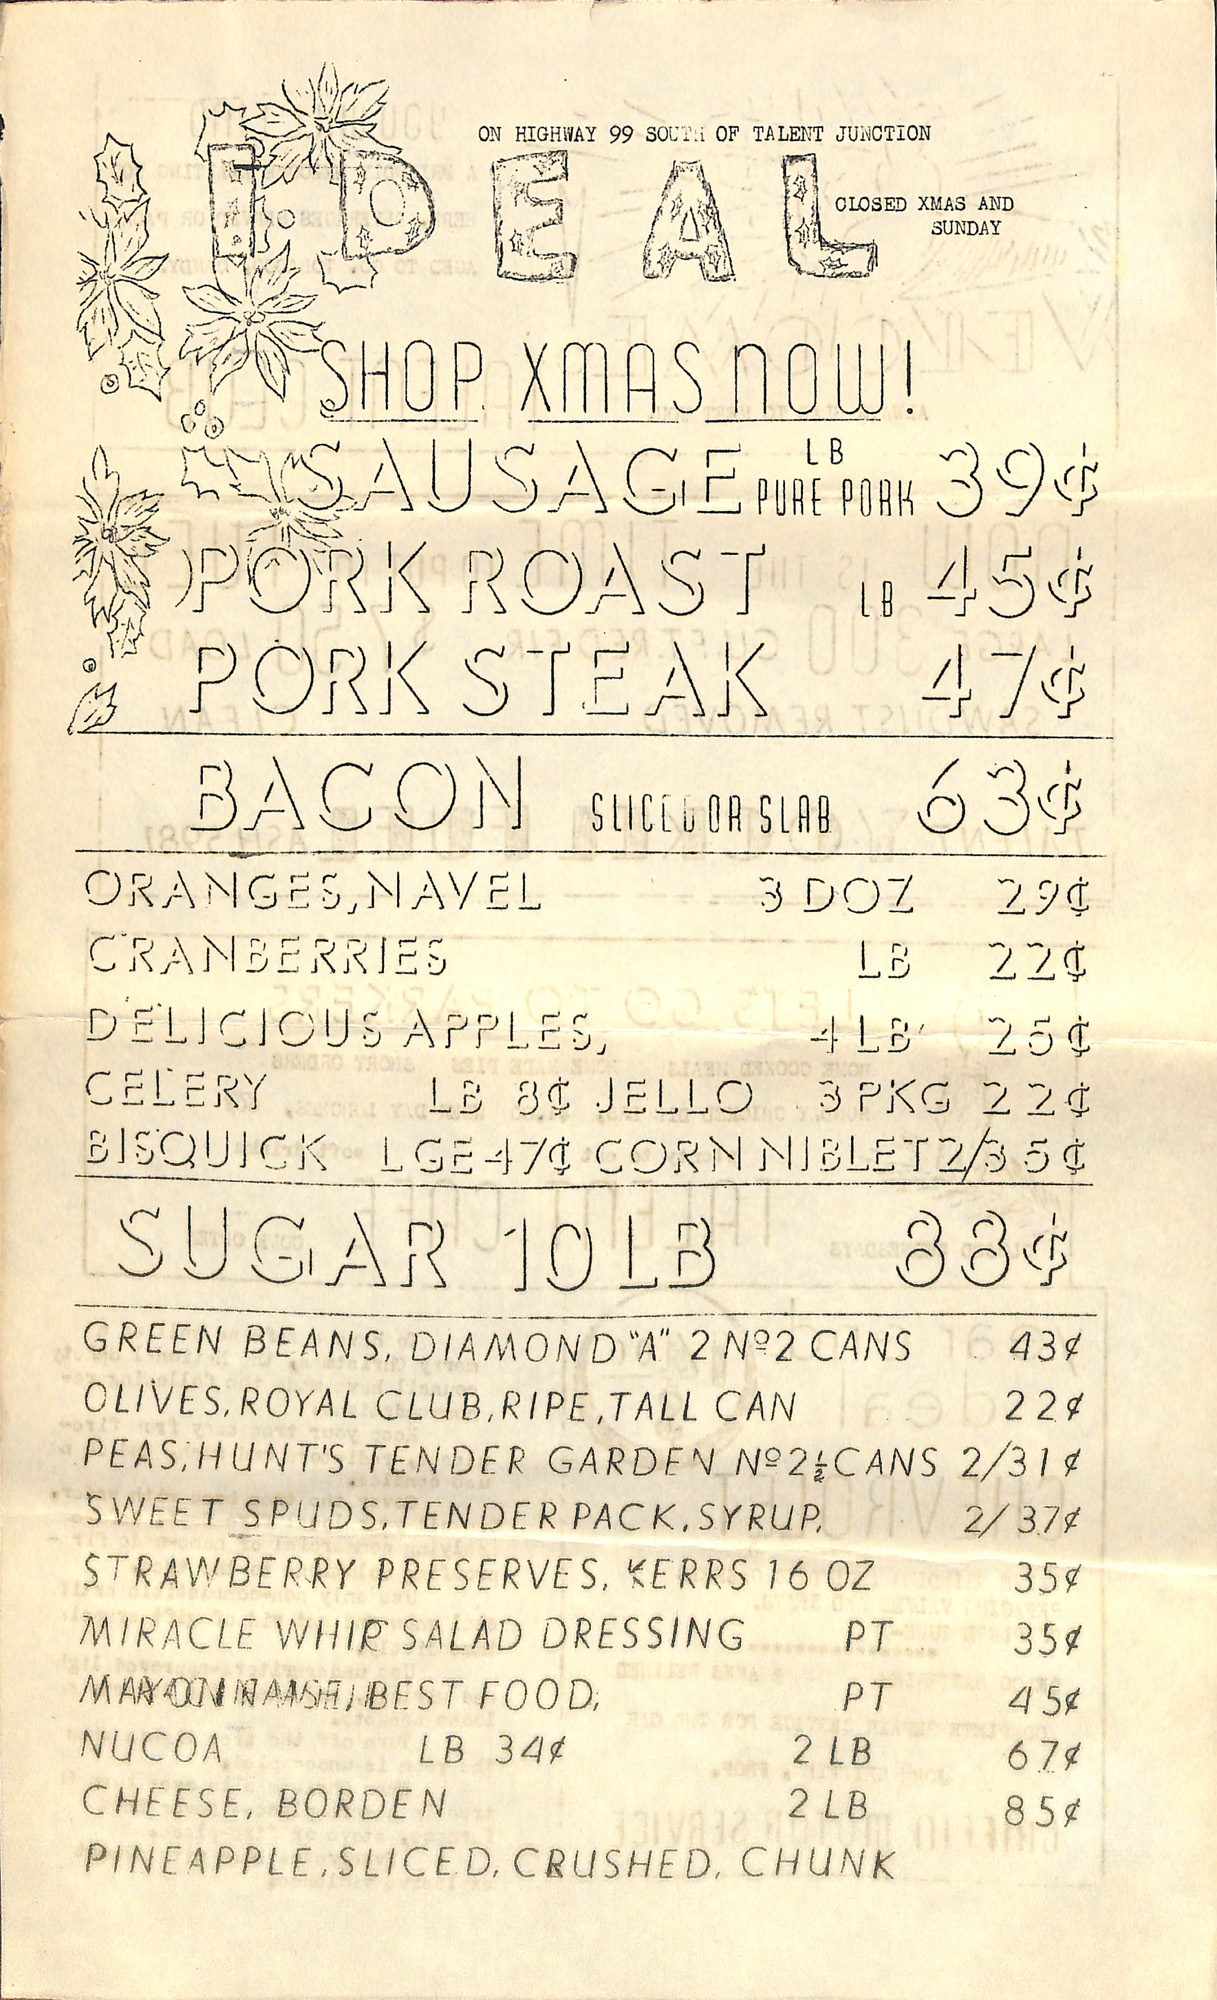 ON HIGHWAY 99 SOUTH OF TALENT JUNCTION
IDEAL
CLOSED XMAS AND
SUNDAY
SHOP XMAS NOW!
SAUSAGE LB PURE PORK 39¢
PORK ROAST LB 45¢
PORK STEAK 47¢
BACON SLICED OR SLAB 63¢
ORANGES, NAVEL 3 DOZ 29¢
CRANBERRIES LB 22¢
DELICIOUS APPLES, 4 LB 25¢
CELERY LB 8¢ JELLO 3 PKG 22¢
BISQUICK LGE 47¢ CORN NIBLET 2/35¢
SUGAR 10 LB 88¢
GREEN BEANS, DIAMOND "A" 2 Nº2 CANS 43¢
OLIVES, ROYAL CLUB, RIPE, TALL CAN 22¢
PEAS, HUNT'S TENDER GARDEN Nº2½ CANS 2/31¢
SWEET SPUDS, TENDER PACK, SYRUP, 2/37¢
STRAWBERRY PRESERVES, KERRS 16 OZ 35¢
MIRACLE WHIP SALAD DRESSING PT 35¢
BEST FOOD, PT 45¢
NUCOA LB 34¢ 2 LB 67¢
CHEESE, BORDEN 2 LB 85¢
PINEAPPLE, SLICED, CRUSHED, CHUNK